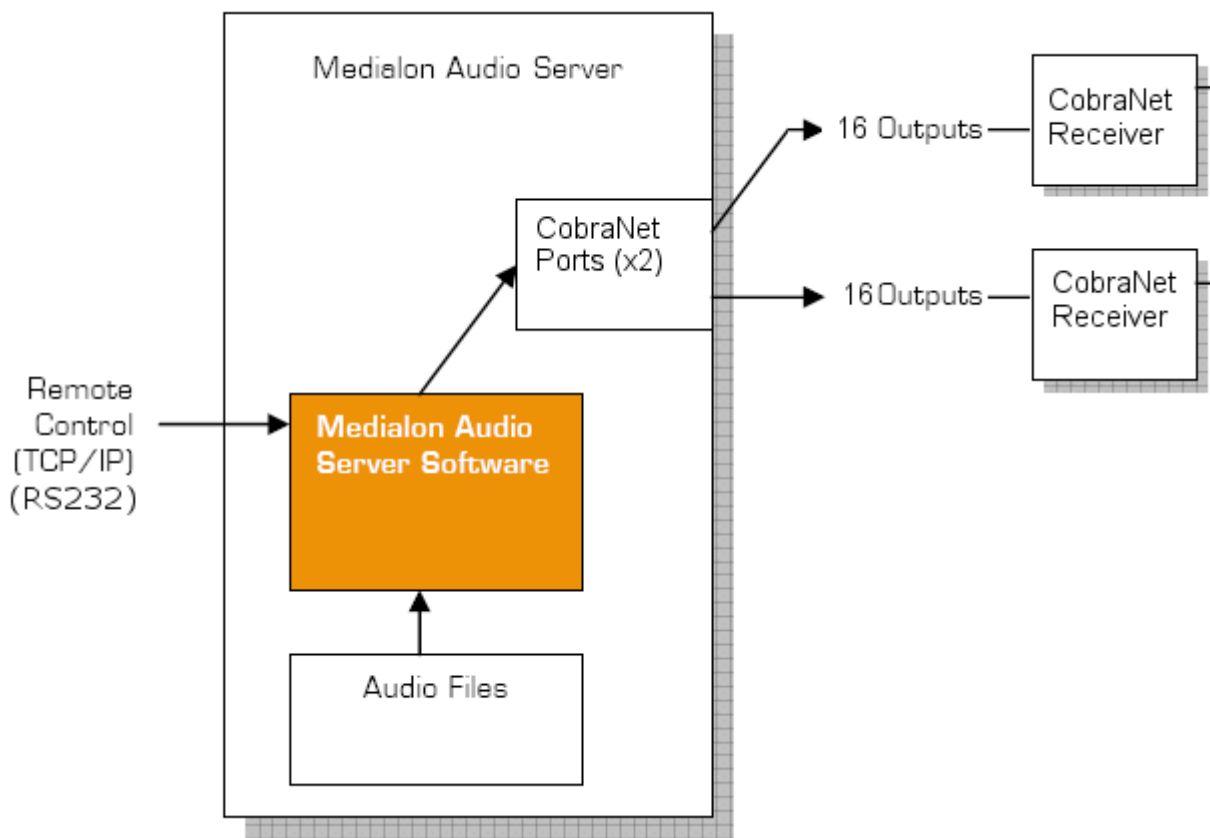 Medialon Audio Server
CobraNet
Ports (x2)
16 Outputs
CobraNet
Receiver
16 Outputs
CobraNet
Receiver
Remote
Control
(TCP/IP)
(RS232)
Medialon Audio
Server Software
Audio Files